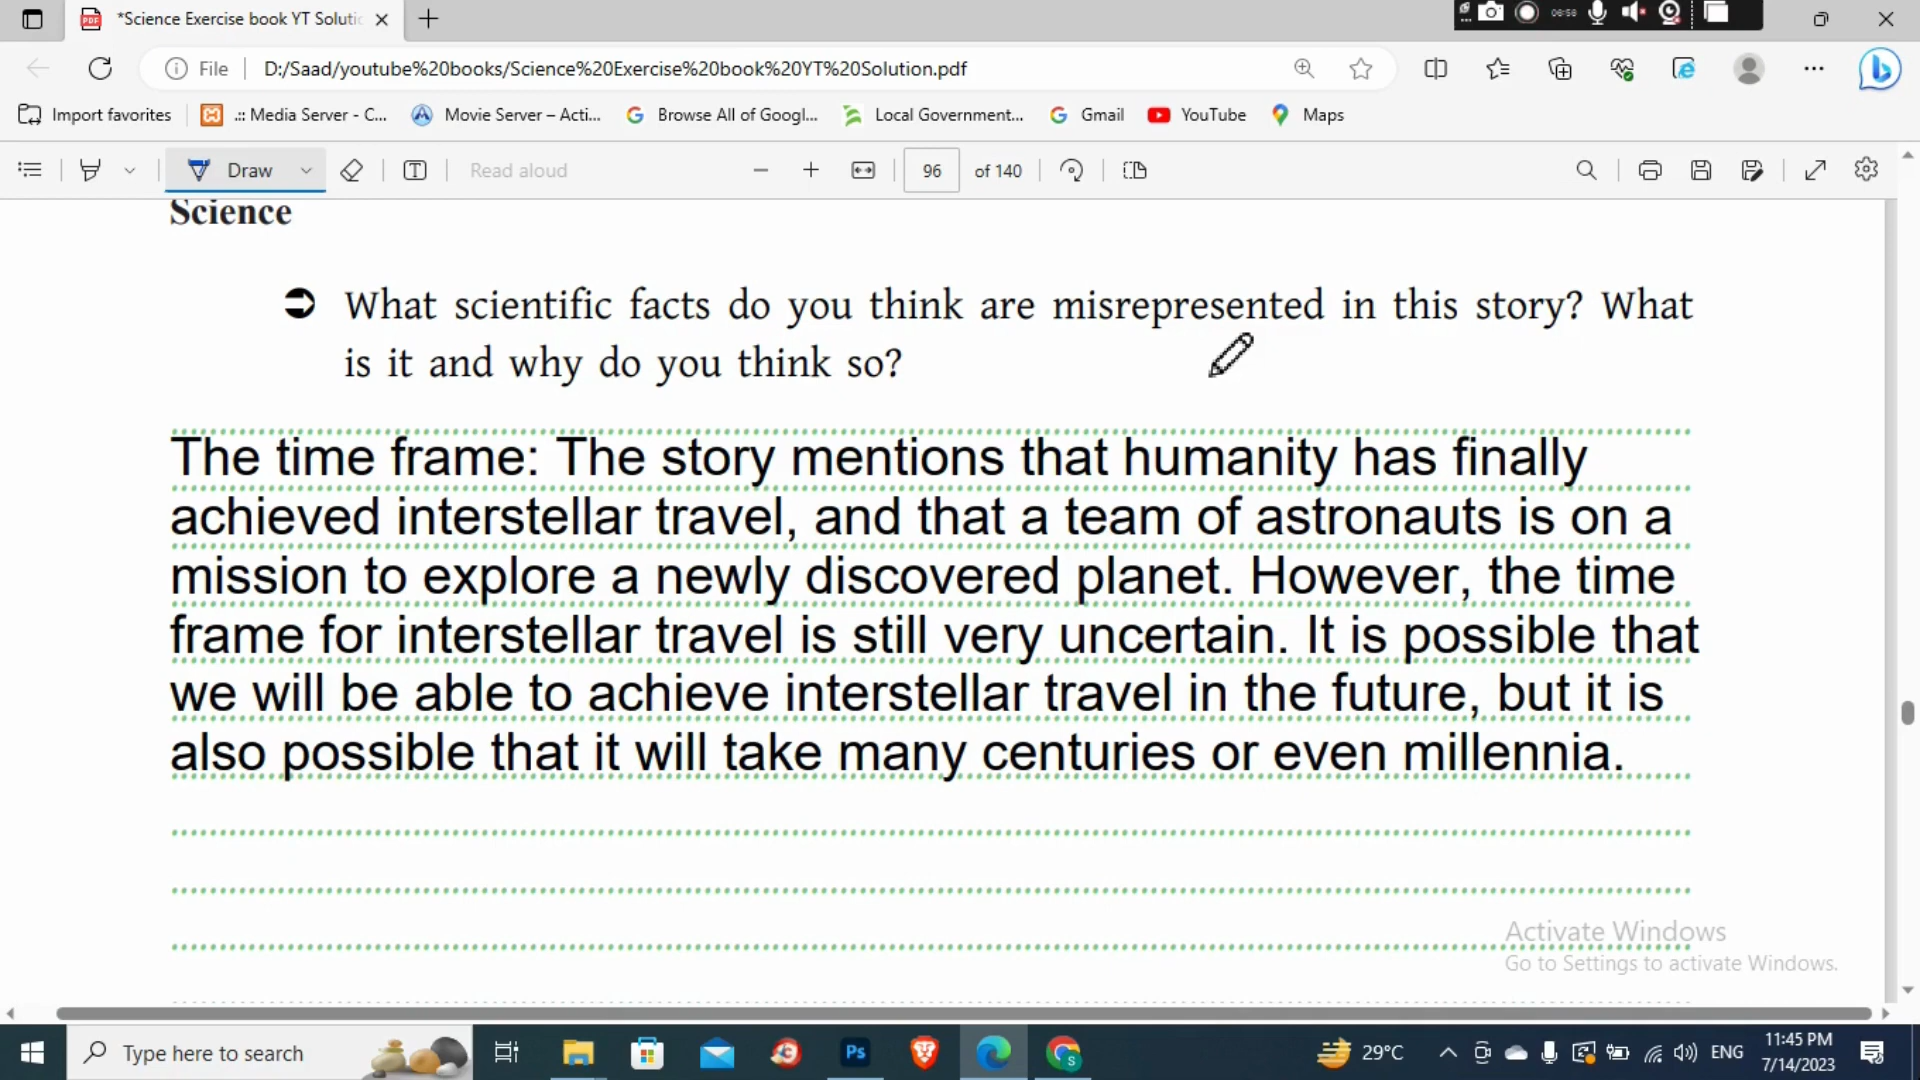 *Science Exercise book YT Soluti
06:58
File
D:/Saad/youtube%20books/Science%20Exercise%20book%20YT%20Solution.pdf
Import favorites
.:: Media Server - C...
Movie Server – Acti...
Browse All of Googl...
Local Government...
Gmail
YouTube
Maps
Draw
Read aloud
96
of 140
Science
What scientific facts do you think are misrepresented in this story? What
is it and why do you think so?
The time frame: The story mentions that humanity has finally
achieved interstellar travel, and that a team of astronauts is on a
mission to explore a newly discovered planet. However, the time
frame for interstellar travel is still very uncertain. It is possible that
we will be able to achieve interstellar travel in the future, but it is
also possible that it will take many centuries or even millennia.
Activate Windows
Go to Settings to activate Windows.
Type here to search
Ps
29°C
ENG
11:45 PM
7/14/2023